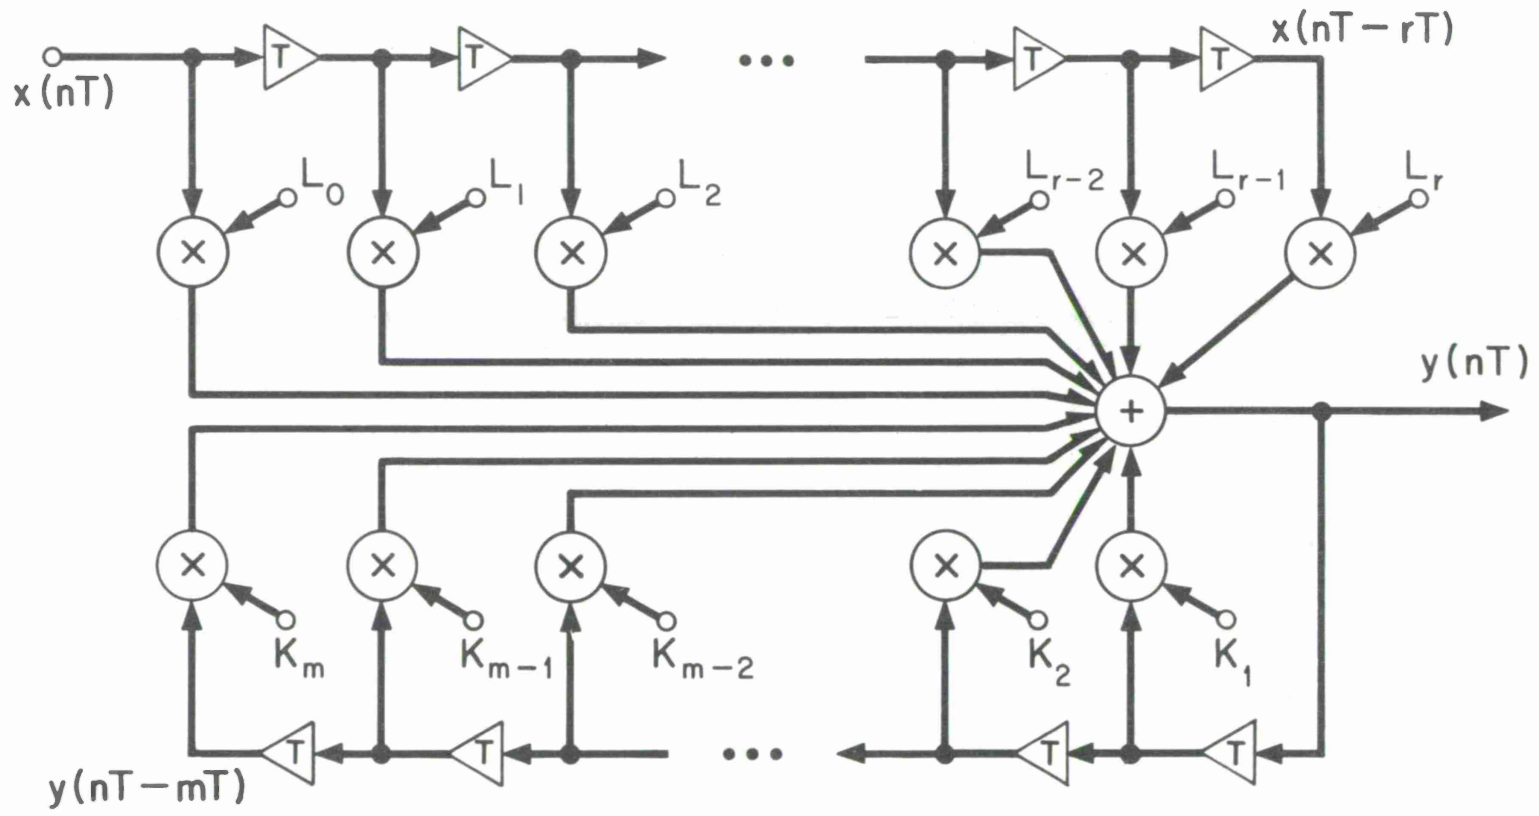 T T ••• T T x(nT−rT)
x(nT)
L₀ L₁ L₂ Lᵣ₋₂ Lᵣ₋₁ Lᵣ
× × × × × ×
y(nT)
+
× × × × ×
Kₘ Kₘ₋₁ Kₘ₋₂ K₂ K₁
T T ••• T T
y(nT−mT)